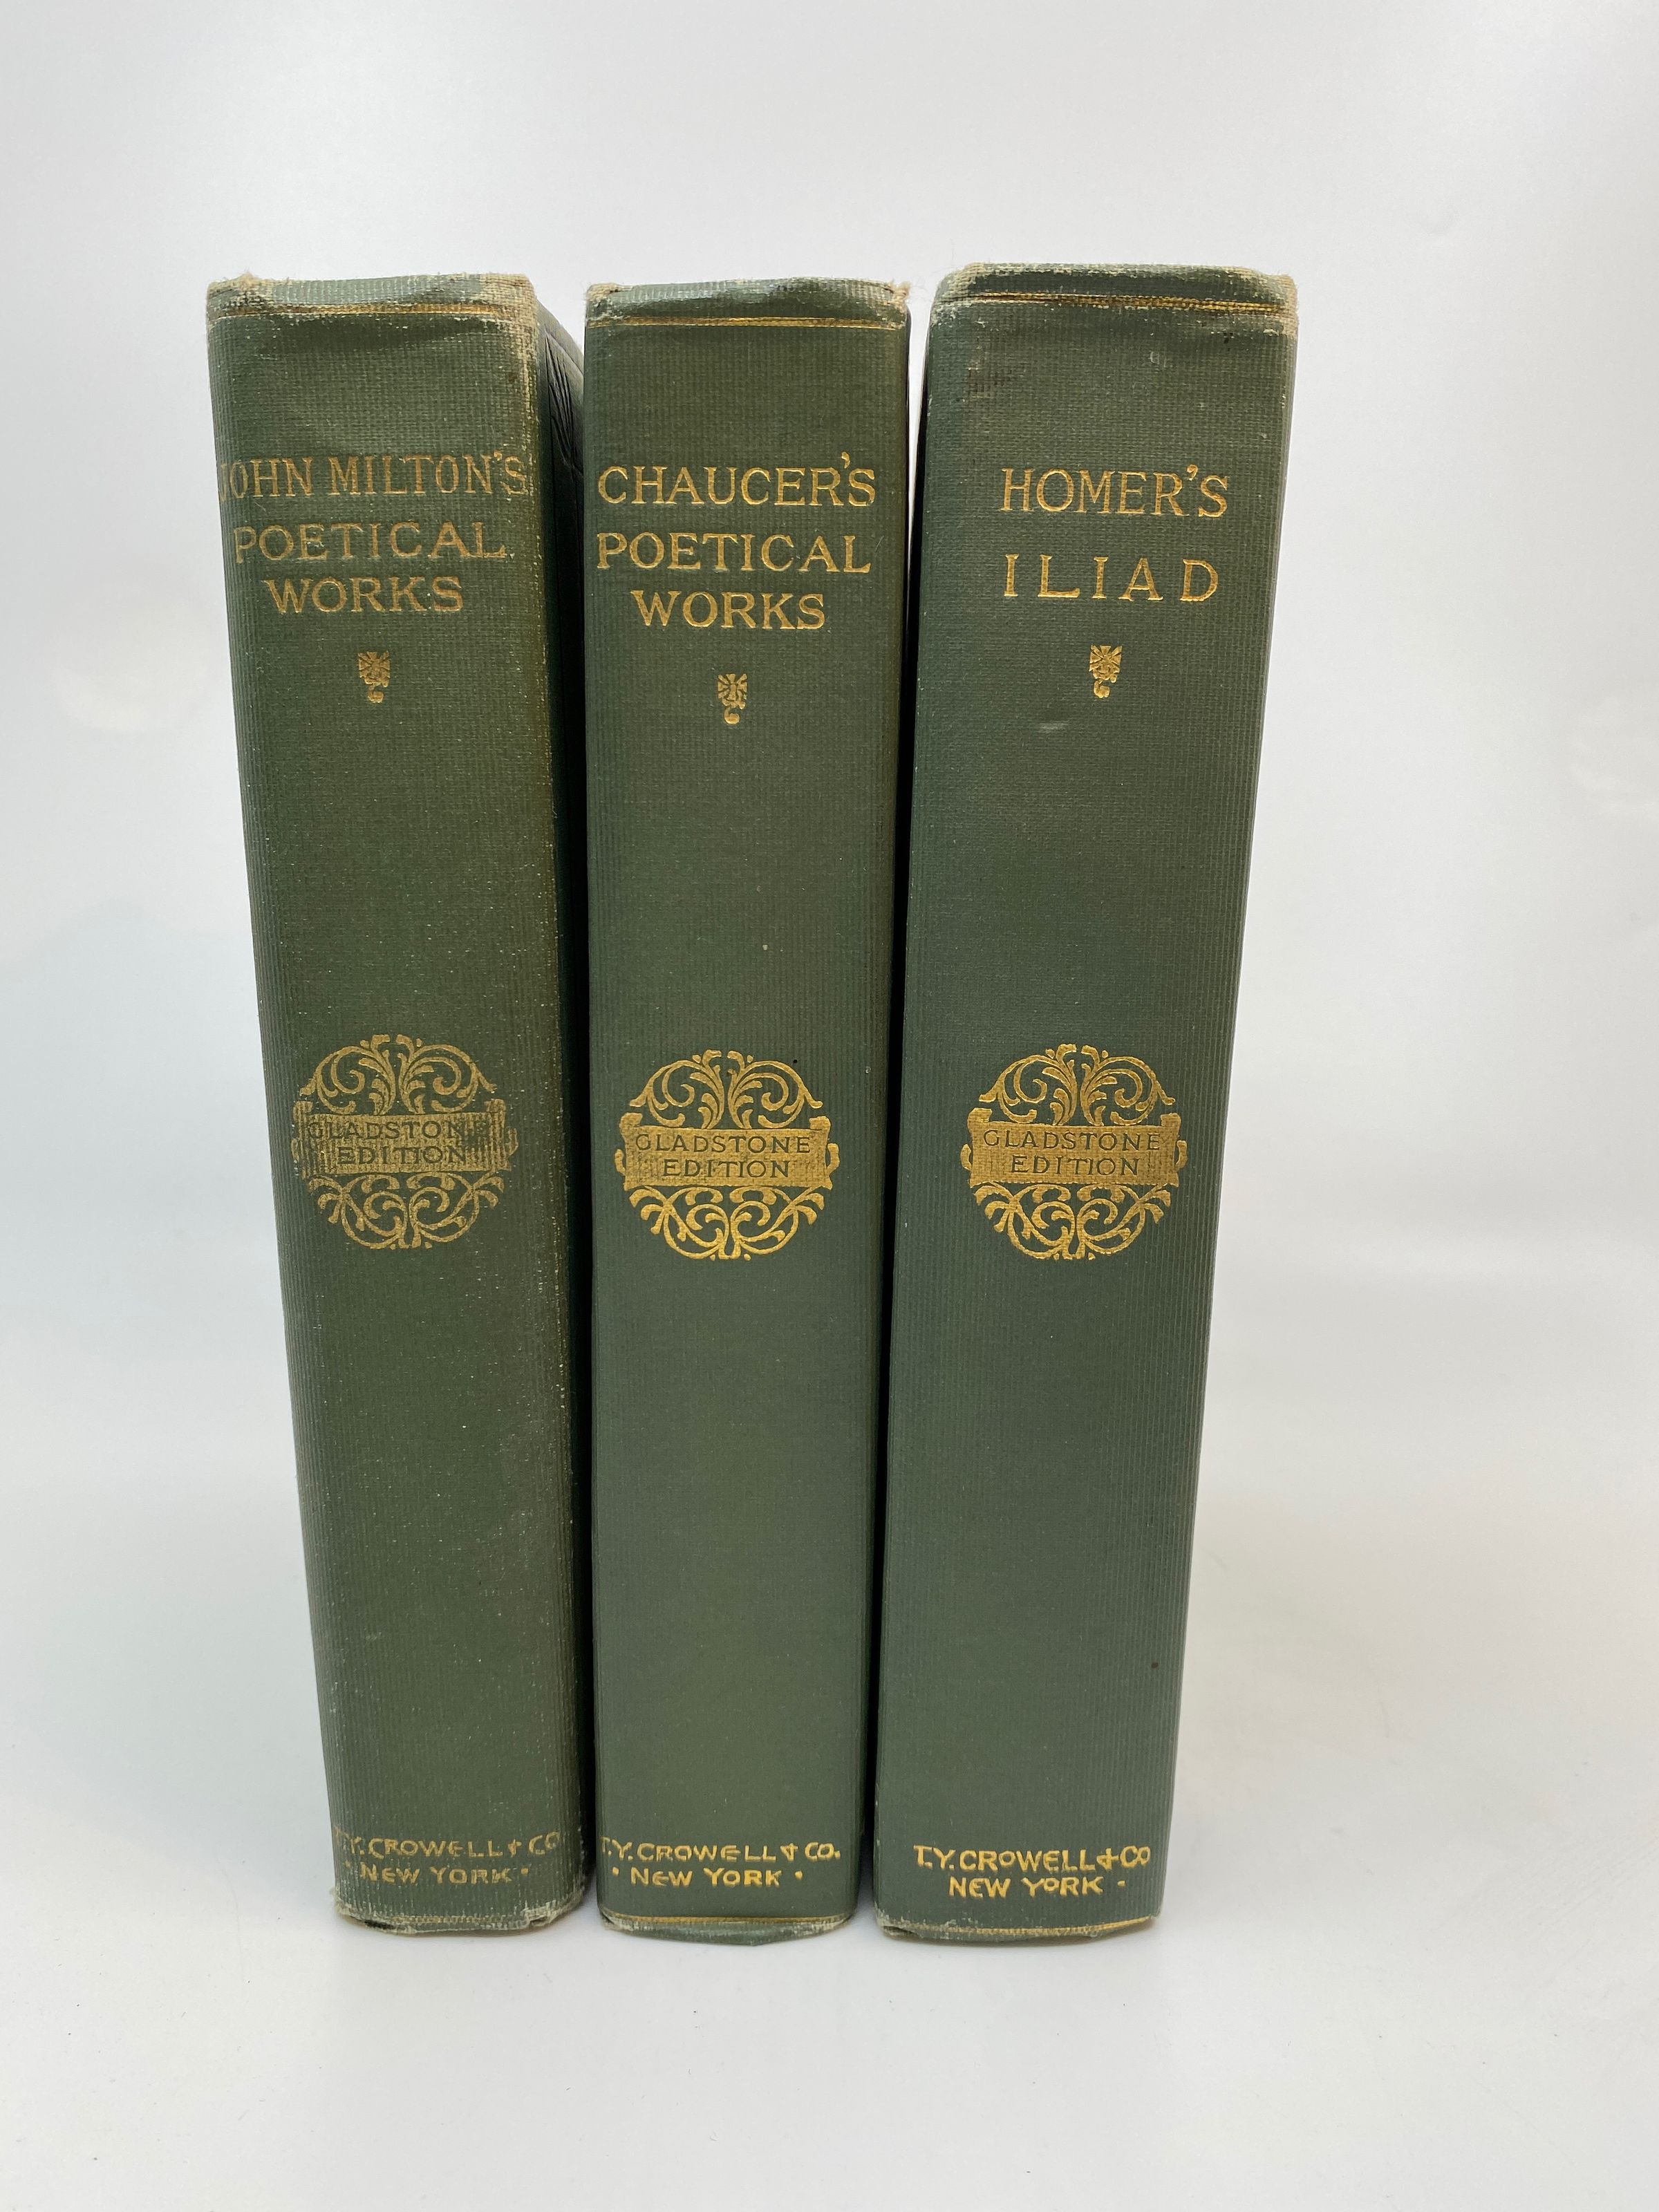 JOHN MILTON'S
POETICAL
WORKS
GLADSTONE
EDITION
T.Y. CROWELL & CO.
NEW YORK ·
CHAUCER'S
POETICAL
WORKS
GLADSTONE
EDITION
T.Y. CROWELL & CO.
· NEW YORK ·
HOMER'S
ILIAD
GLADSTONE
EDITION
T.Y. CROWELL & CO
NEW YORK ·